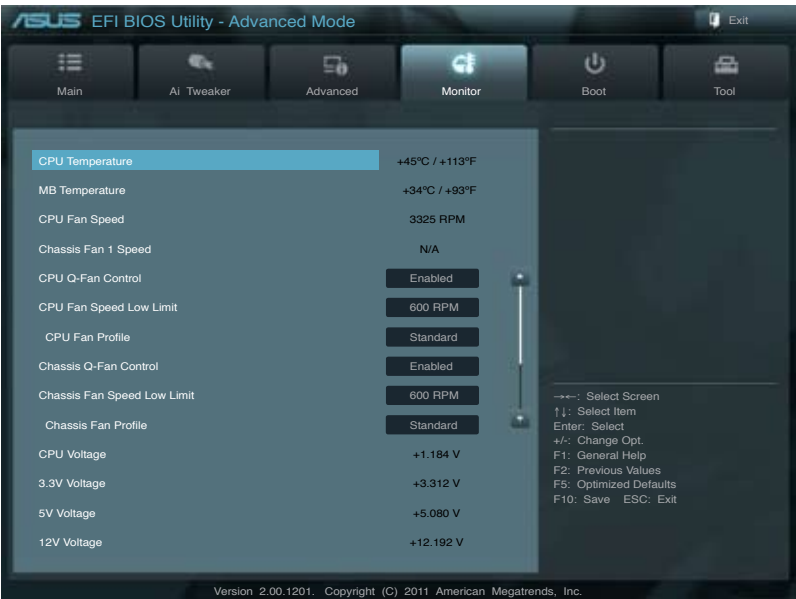 ASUS EFI BIOS Utility - Advanced Mode
Exit
Main Ai Tweaker Advanced Monitor Boot Tool
CPU Temperature +45ºC / +113ºF
MB Temperature +34ºC / +93ºF
CPU Fan Speed 3325 RPM
Chassis Fan 1 Speed N/A
CPU Q-Fan Control Enabled
CPU Fan Speed Low Limit 600 RPM
CPU Fan Profile Standard
Chassis Q-Fan Control Enabled
Chassis Fan Speed Low Limit 600 RPM
Chassis Fan Profile Standard
CPU Voltage +1.184 V
3.3V Voltage +3.312 V
5V Voltage +5.080 V
12V Voltage +12.192 V
→←: Select Screen
↑↓: Select Item
Enter: Select
+/-: Change Opt.
F1: General Help
F2: Previous Values
F5: Optimized Defaults
F10: Save ESC: Exit
Version 2.00.1201. Copyright (C) 2011 American Megatrends, Inc.